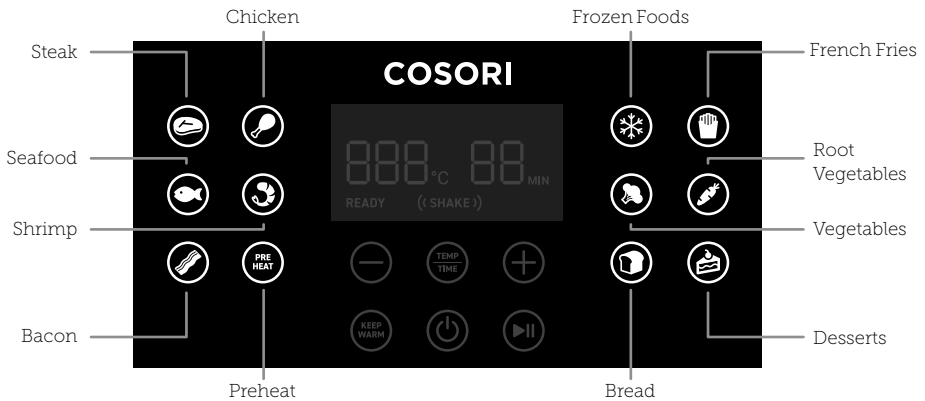 Chicken
Frozen Foods
Steak
French Fries
COSORI
Seafood
888 °C 88 MIN
Root
Vegetables
READY ((SHAKE))
Shrimp
Vegetables
PRE
HEAT
TEMP
TIME
KEEP
WARM
Bacon
Desserts
Preheat
Bread